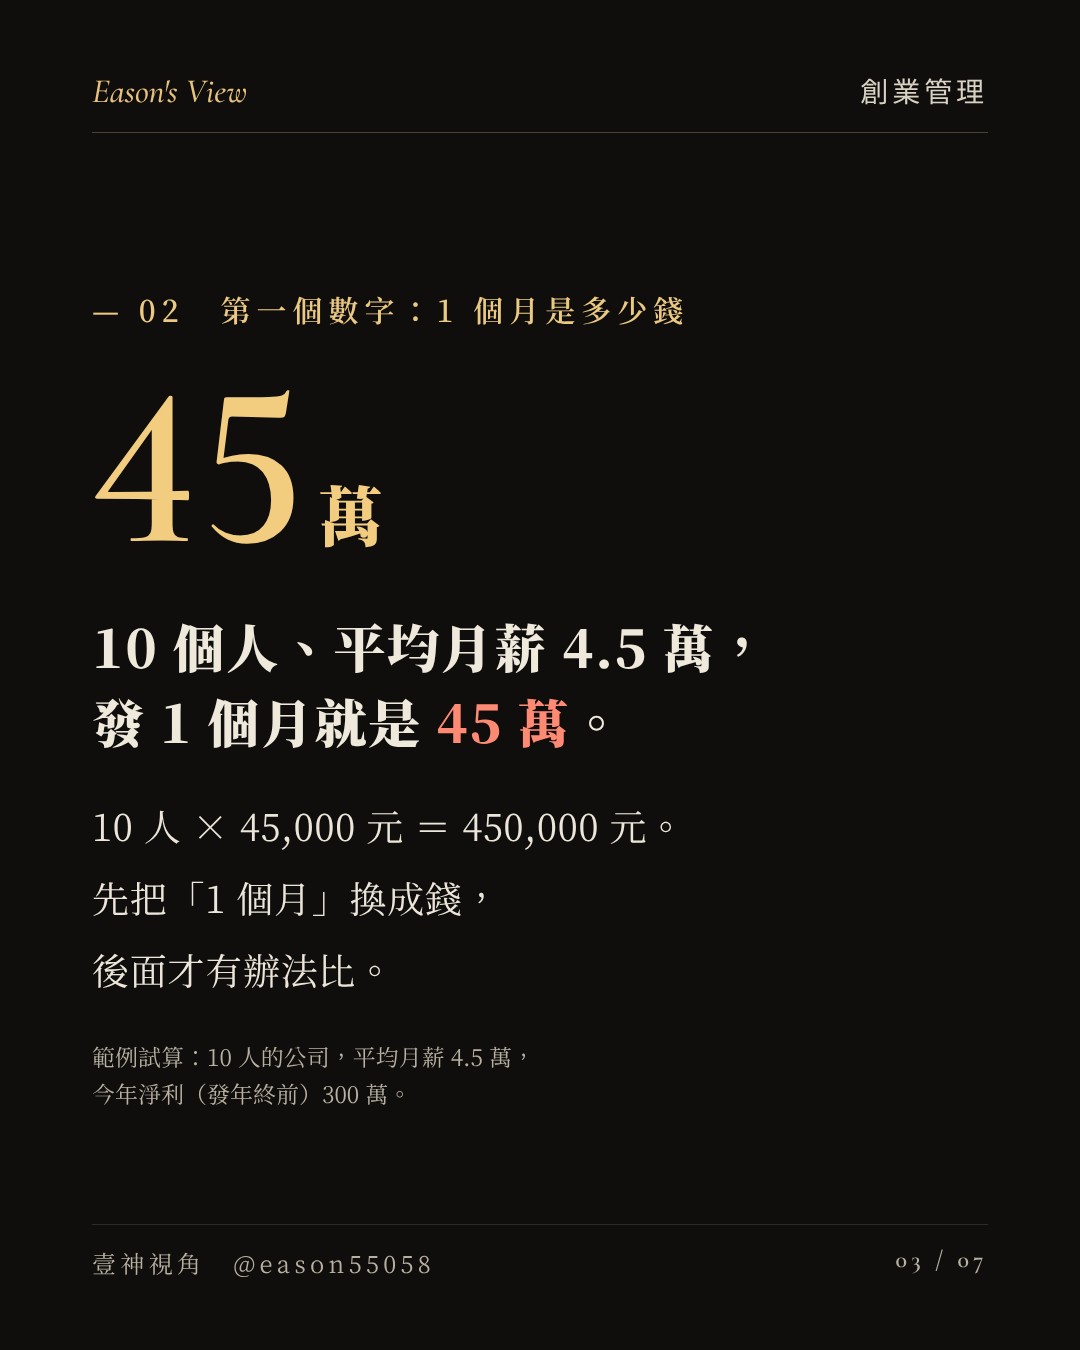 Eason's View
創業管理
— 02 第一個數字：1 個月是多少錢
45 萬
10 個人、平均月薪 4.5 萬，
發 1 個月就是 45 萬。
10 人 × 45,000 元 ＝ 450,000 元。
先把「1 個月」換成錢，
後面才有辦法比。
範例試算：10 人的公司，平均月薪 4.5 萬，
今年淨利（發年終前）300 萬。
壹神視角 @eason55058
03 / 07